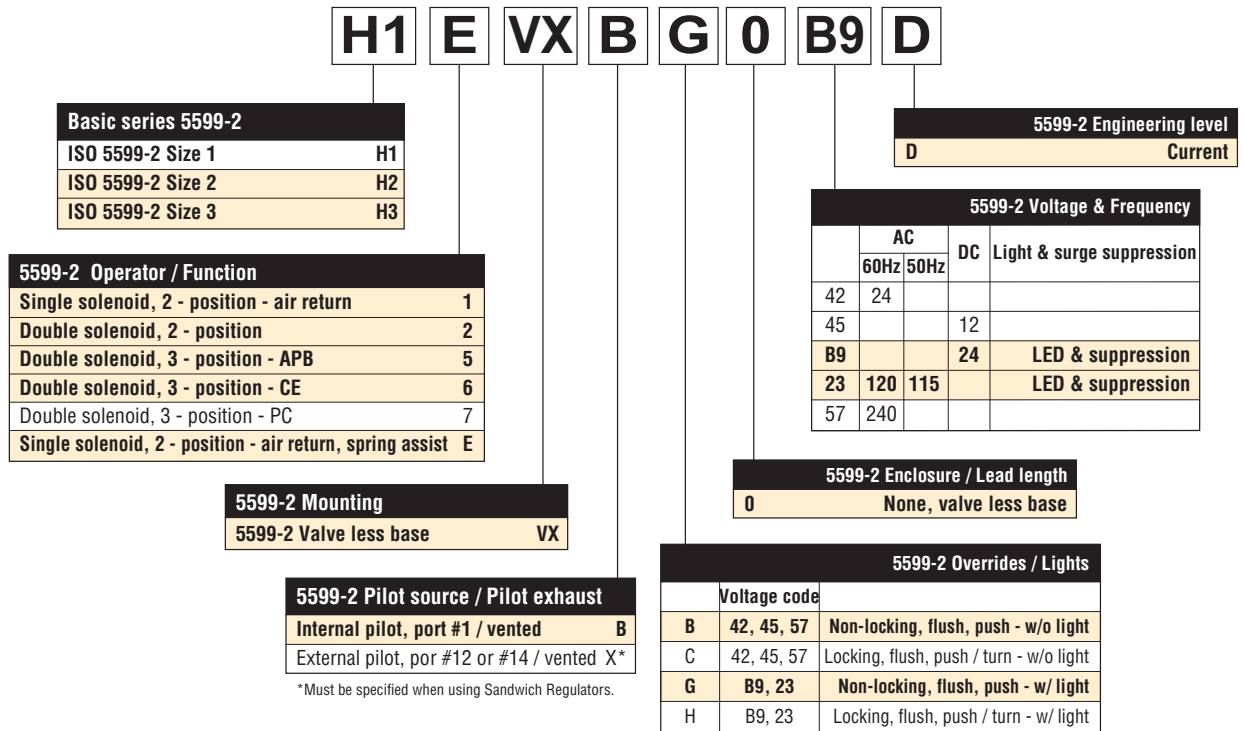 H1 E VX B G 0 B9 D
Basic series 5599-2
ISO 5599-2 Size 1 H1
ISO 5599-2 Size 2 H2
ISO 5599-2 Size 3 H3
5599-2 Engineering level
D Current
5599-2 Operator / Function
Single solenoid, 2 - position - air return 1
Double solenoid, 2 - position 2
Double solenoid, 3 - position - APB 5
Double solenoid, 3 - position - CE 6
Double solenoid, 3 - position - PC 7
Single solenoid, 2 - position - air return, spring assist E
5599-2 Voltage & Frequency
AC DC Light & surge suppression
60Hz 50Hz
42 24
45 12
B9 24 LED & suppression
23 120 115 LED & suppression
57 240
5599-2 Mounting
5599-2 Valve less base VX
5599-2 Enclosure / Lead length
0 None, valve less base
5599-2 Pilot source / Pilot exhaust
Internal pilot, port #1 / vented B
External pilot, por #12 or #14 / vented X*
*Must be specified when using Sandwich Regulators.
5599-2 Overrides / Lights
Voltage code
B 42, 45, 57 Non-locking, flush, push - w/o light
C 42, 45, 57 Locking, flush, push / turn - w/o light
G B9, 23 Non-locking, flush, push - w/ light
H B9, 23 Locking, flush, push / turn - w/ light